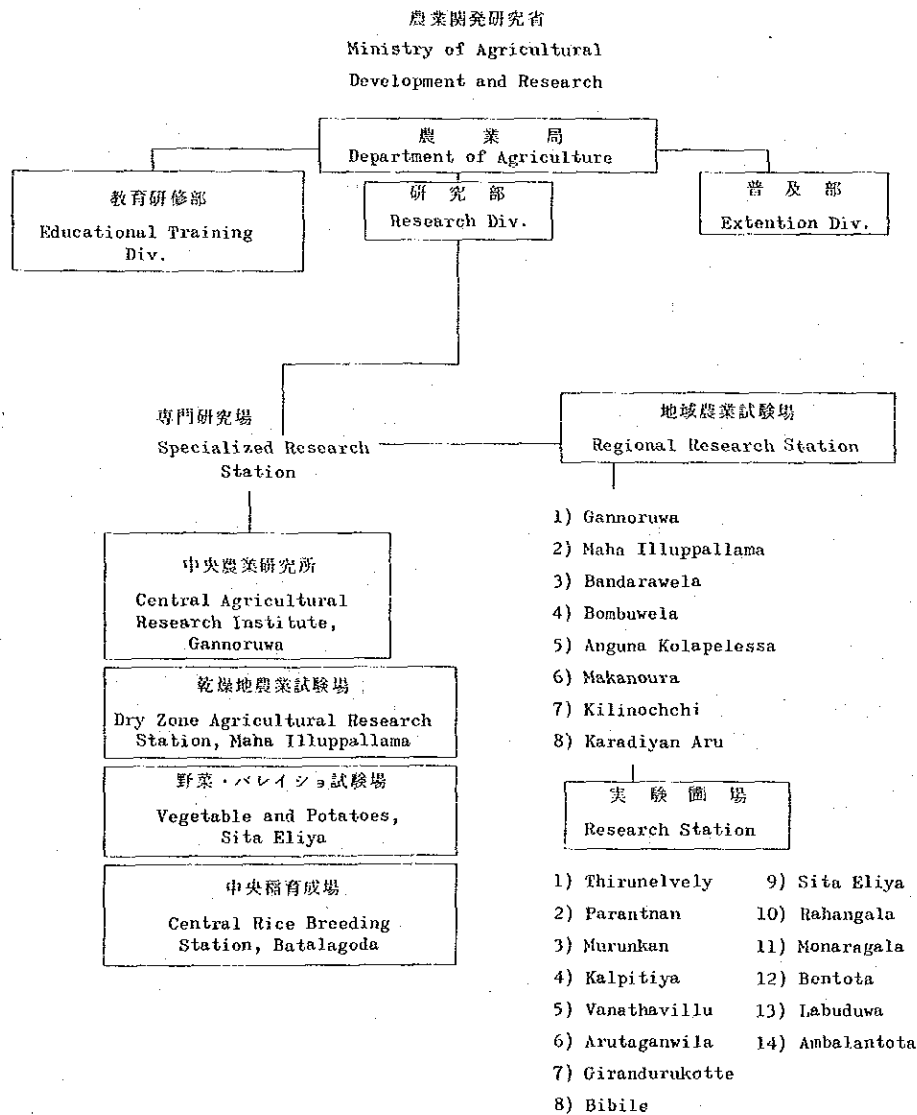 農業開発研究省
Ministry of Agricultural
Development and Research
農業局
Department of Agriculture
教育研修部
Educational Training
Div.
研究部
Research Div.
普及部
Extention Div.
専門研究場
Specialized Research
Station
地域農業試験場
Regional Research Station
中央農業研究所
Central Agricultural
Research Institute,
Gannoruwa
乾燥地農業試験場
Dry Zone Agricultural Research
Station, Maha Illuppallama
野菜・バレイショ試験場
Vegetable and Potatoes,
Sita Eliya
中央稲育成場
Central Rice Breeding
Station, Batalagoda
1) Gannoruwa
2) Maha Illuppallama
3) Bandarawela
4) Bombuwela
5) Anguna Kolapelessa
6) Makanoura
7) Kilinochchi
8) Karadiyan Aru
実験圃場
Research Station
1) Thirunelvely
2) Parantnan
3) Murunkan
4) Kalpitiya
5) Vanathavillu
6) Arutaganwila
7) Girandurukotte
8) Bibile
9) Sita Eliya
10) Rahangala
11) Monaragala
12) Bentota
13) Labuduwa
14) Ambalantota